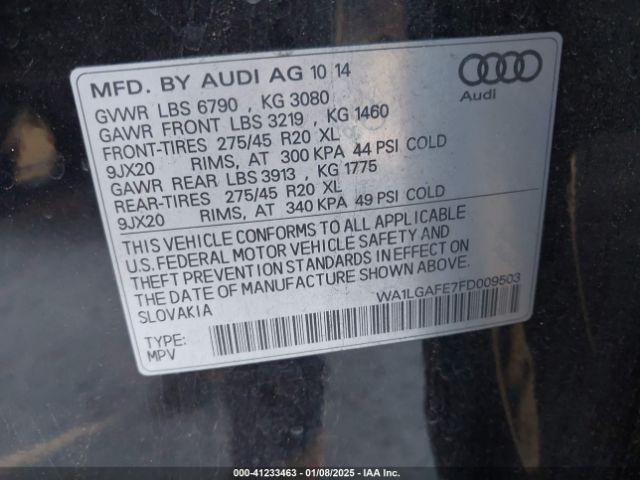 MFD. BY AUDI AG 10 14
GVWR LBS 6790 , KG 3080
GAWR FRONT LBS 3219 , KG 1460
FRONT-TIRES 275/45 R20 XL
9JX20 RIMS, AT 300 KPA 44 PSI COLD
GAWR REAR LBS 3913 , KG 1775
REAR-TIRES 275/45 R20 XL
9JX20 RIMS, AT 340 KPA 49 PSI COLD
THIS VEHICLE CONFORMS TO ALL APPLICABLE
U.S. FEDERAL MOTOR VEHICLE SAFETY AND
THEFT PREVENTION STANDARDS IN EFFECT ON
THE DATE OF MANUFACTURE SHOWN ABOVE.
SLOVAKIA
WA1LGAFE7FD009503
TYPE:
MPV
Audi
000-41233463 - 01/08/2025 - IAA Inc.